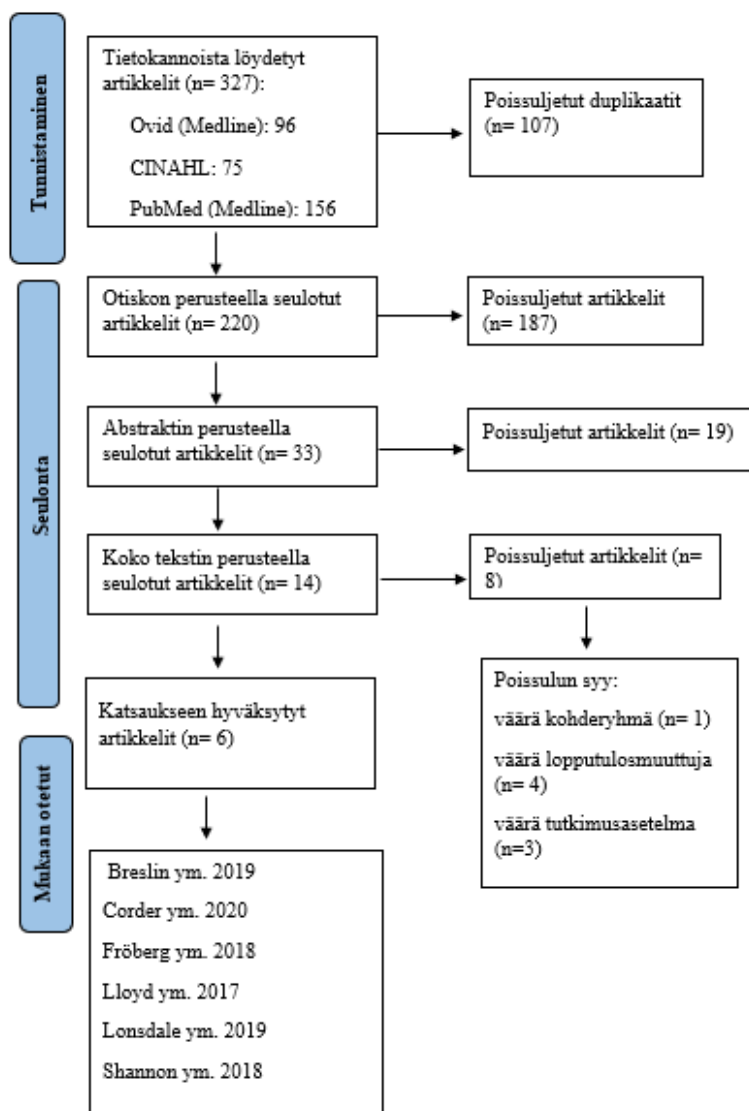 Tunnistaminen
Tietokannoista löydetyt
artikkelit (n= 327):
Ovid (Medline): 96
CINAHL: 75
PubMed (Medline): 156
Poissuljetut duplikaatit
(n= 107)
Seulonta
Otiskon perusteella seulotut
artikkelit (n= 220)
Poissuljetut artikkelit
(n= 187)
Abstraktin perusteella
seulotut artikkelit (n= 33)
Poissuljetut artikkelit (n= 19)
Koko tekstin perusteella
seulotut artikkelit (n= 14)
Poissuljetut artikkelit (n=
8)
Poissulun syy:
väärä kohderyhmä (n= 1)
väärä lopputulosmuuttuja
(n= 4)
väärä tutkimusasetelma
(n=3)
Katsaukseen hyväksytyt
artikkelit (n= 6)
Mukaan otetut
Breslin ym. 2019
Corder ym. 2020
Fröberg ym. 2018
Lloyd ym. 2017
Lonsdale ym. 2019
Shannon ym. 2018